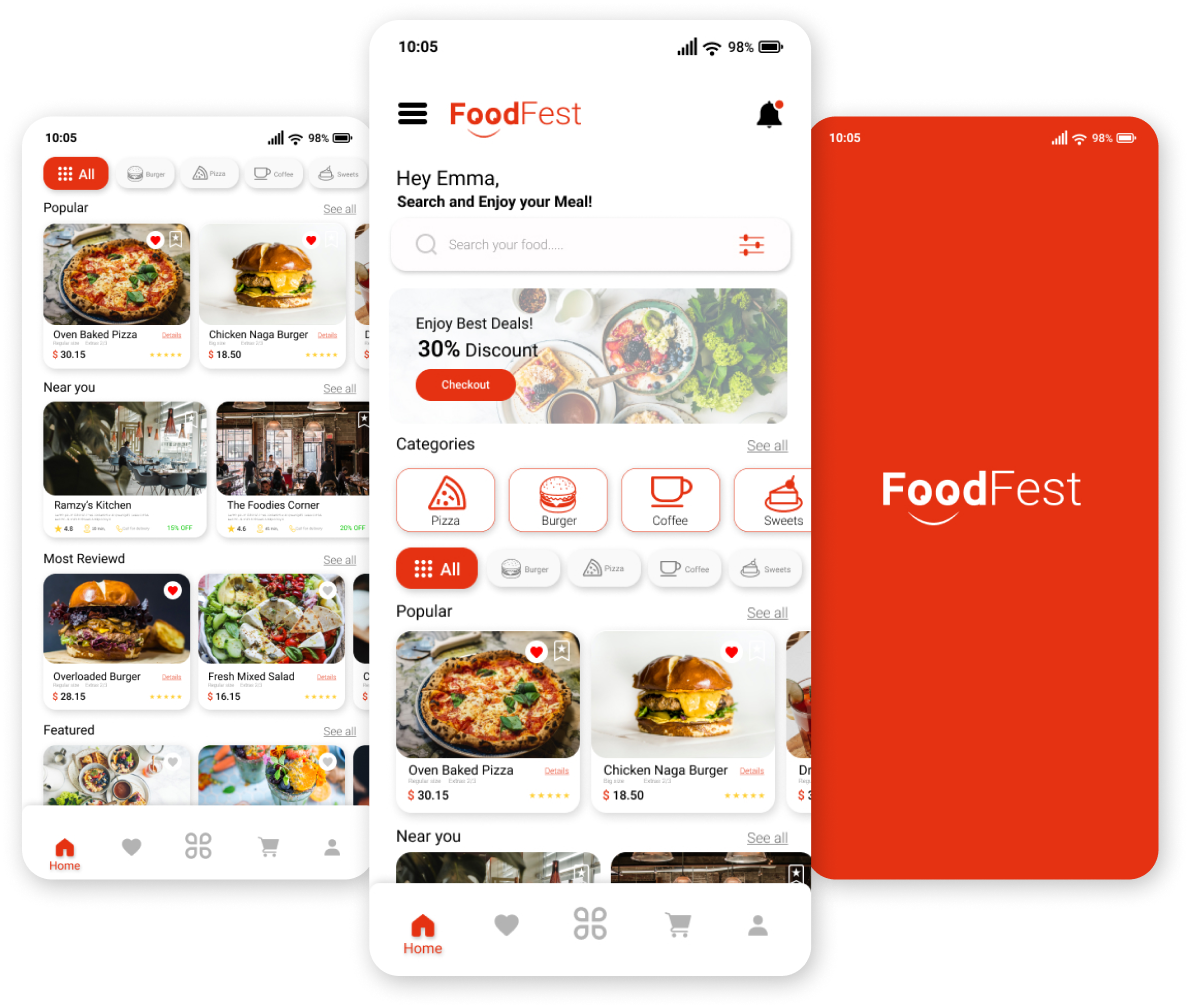 10:05
98%
All
Burger
Pizza
Coffee
Sweets
Popular
See all
Oven Baked Pizza
Details
Regular size
Extras 2/3
$ 30.15
Chicken Naga Burger
Details
Big size
Extras 2/3
$ 18.50
D
$
Near you
See all
Ramzy's Kitchen
4.8
15% OFF
The Foodies Corner
4.6
20% OFF
Most Reviewd
See all
Overloaded Burger
Details
Regular size
Extras 2/3
$ 28.15
Fresh Mixed Salad
Details
$ 16.15
C
$
Featured
See all
Home
10:05
98%
FoodFest
Hey Emma,
Search and Enjoy your Meal!
Search your food.....
Enjoy Best Deals!
30% Discount
Checkout
Categories
See all
Pizza
Burger
Coffee
Sweets
All
Burger
Pizza
Coffee
Sweets
Popular
See all
Oven Baked Pizza
Details
Regular size
Extras 2/3
$ 30.15
Chicken Naga Burger
Details
Big size
Extras 2/3
$ 18.50
Dr
$ 3
Near you
See all
Home
10:05
98%
FoodFest